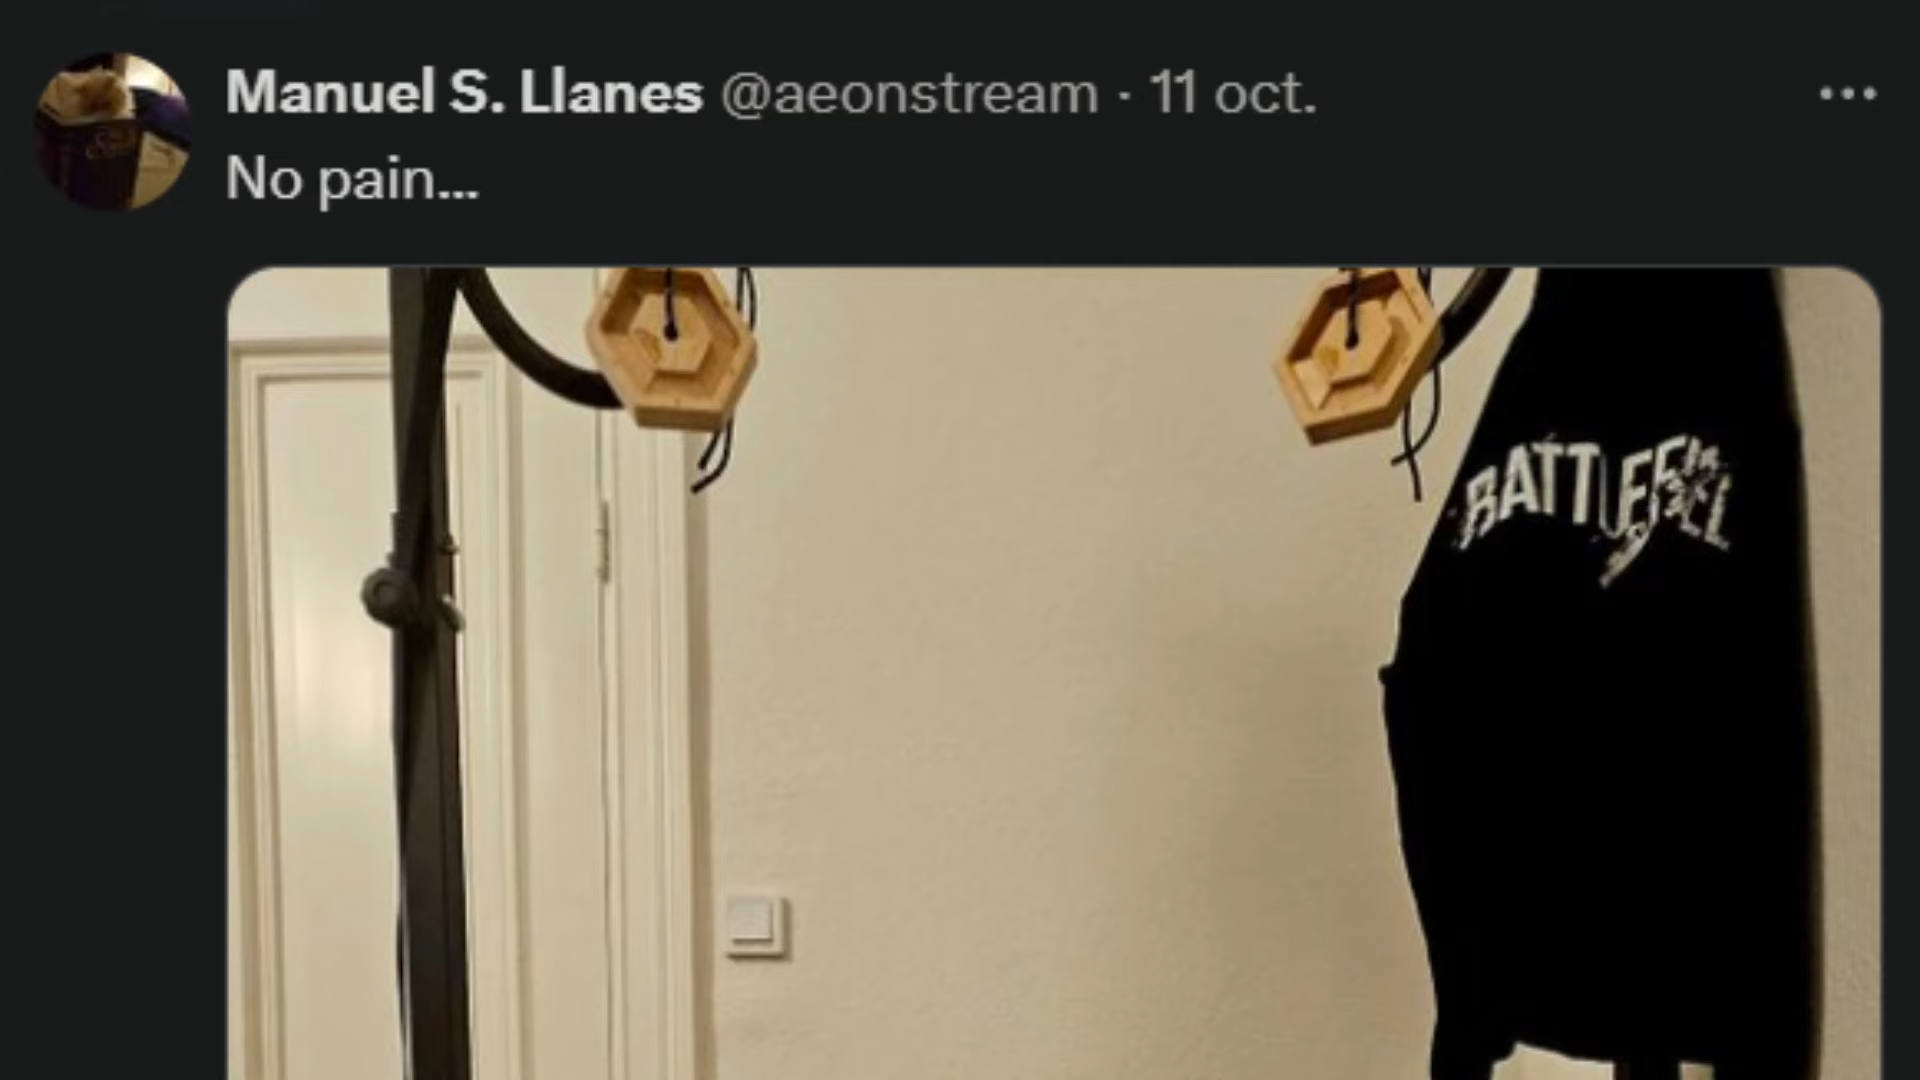 Manuel S. Llanes @aeonstream · 11 oct.
No pain...